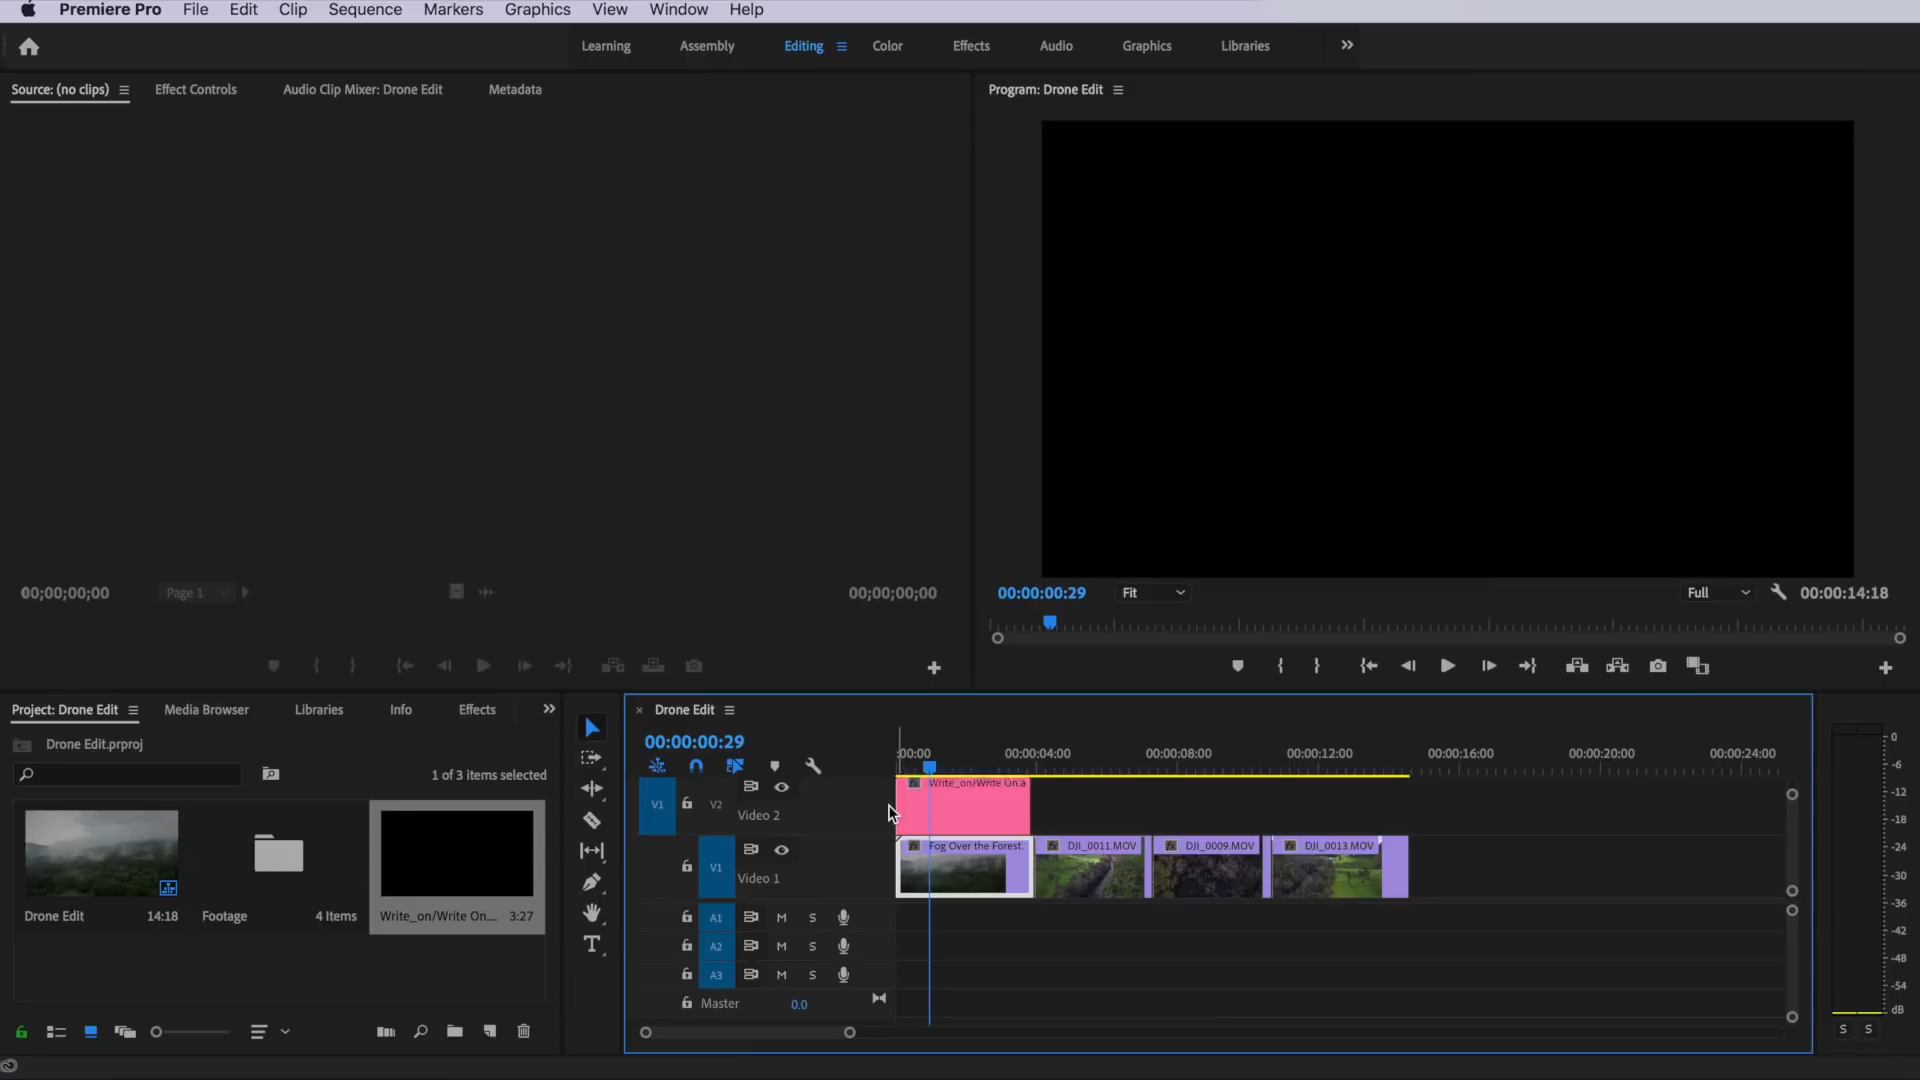 Premiere Pro File Edit Clip Sequence Markers Graphics View Window Help
Learning Assembly Editing Color Effects Audio Graphics Libraries
Source: (no clips) Effect Controls Audio Clip Mixer: Drone Edit Metadata
Program: Drone Edit
00;00;00;00 Page 1 00;00;00;00
00:00:00:29 Fit Full 00:00:14:18
Project: Drone Edit Media Browser Libraries Info Effects
Drone Edit.prproj
1 of 3 items selected
Drone Edit 14:18 Footage 4 Items Write_on/Write On.... 3:27
Drone Edit
00:00:00:29
:00:00 00:00:04:00 00:00:08:00 00:00:12:00 00:00:16:00 00:00:20:00 00:00:24:00
Write_on/Write On.a
V1 V2 Video 2
Fog Over the Forest. DJI_0011.MOV DJI_0009.MOV DJI_0013.MOV
V1 Video 1
A1 M S
A2 M S
A3 M S
Master 0.0
0
-6
-12
-18
-24
-30
-36
-42
-48
-54
dB
S S